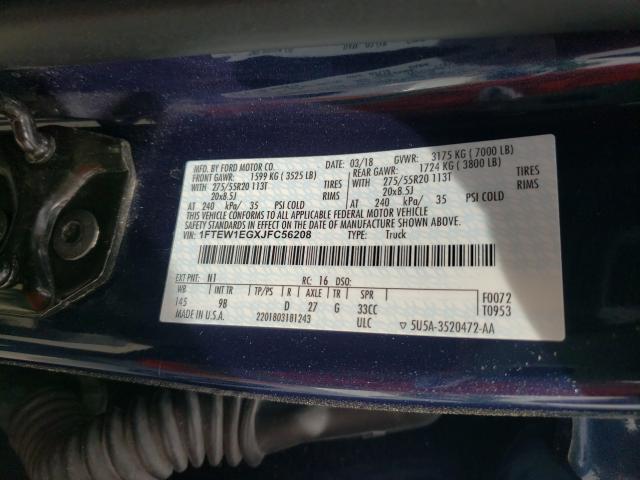 MFD. BY FORD MOTOR CO.
03/18 GVWR: 3175 KG ( 7000 LB)
FRONT GAWR: 1599 KG ( 3525 LB)
REAR GAWR: 1724 KG ( 3800 LB)
WITH 275/55R20 113T TIRES
WITH 275/55R20 113T TIRES
20x8.5J RIMS
20x8.5J RIMS
AT 240 kPa/ 35 PSI COLD
AT 240 kPa/ 35 PSI COLD
THIS VEHICLE CONFORMS TO ALL APPLICABLE FEDERAL MOTOR VEHICLE
SAFETY STANDARDS IN EFFECT ON THE DATE OF MANUFACTURE SHOWN ABOVE.
VIN: 1FTEW1EGXJFC56208 TYPE: Truck
EXT PNT: N1 RC: 16 DSO:
WB INT TR TP/PS R AXLE TR SPR F0072
145 9B D 27 G 33CC T0953
MADE IN U.S.A. 2201803181243 ULC ▽ 5U5A-3520472-AA